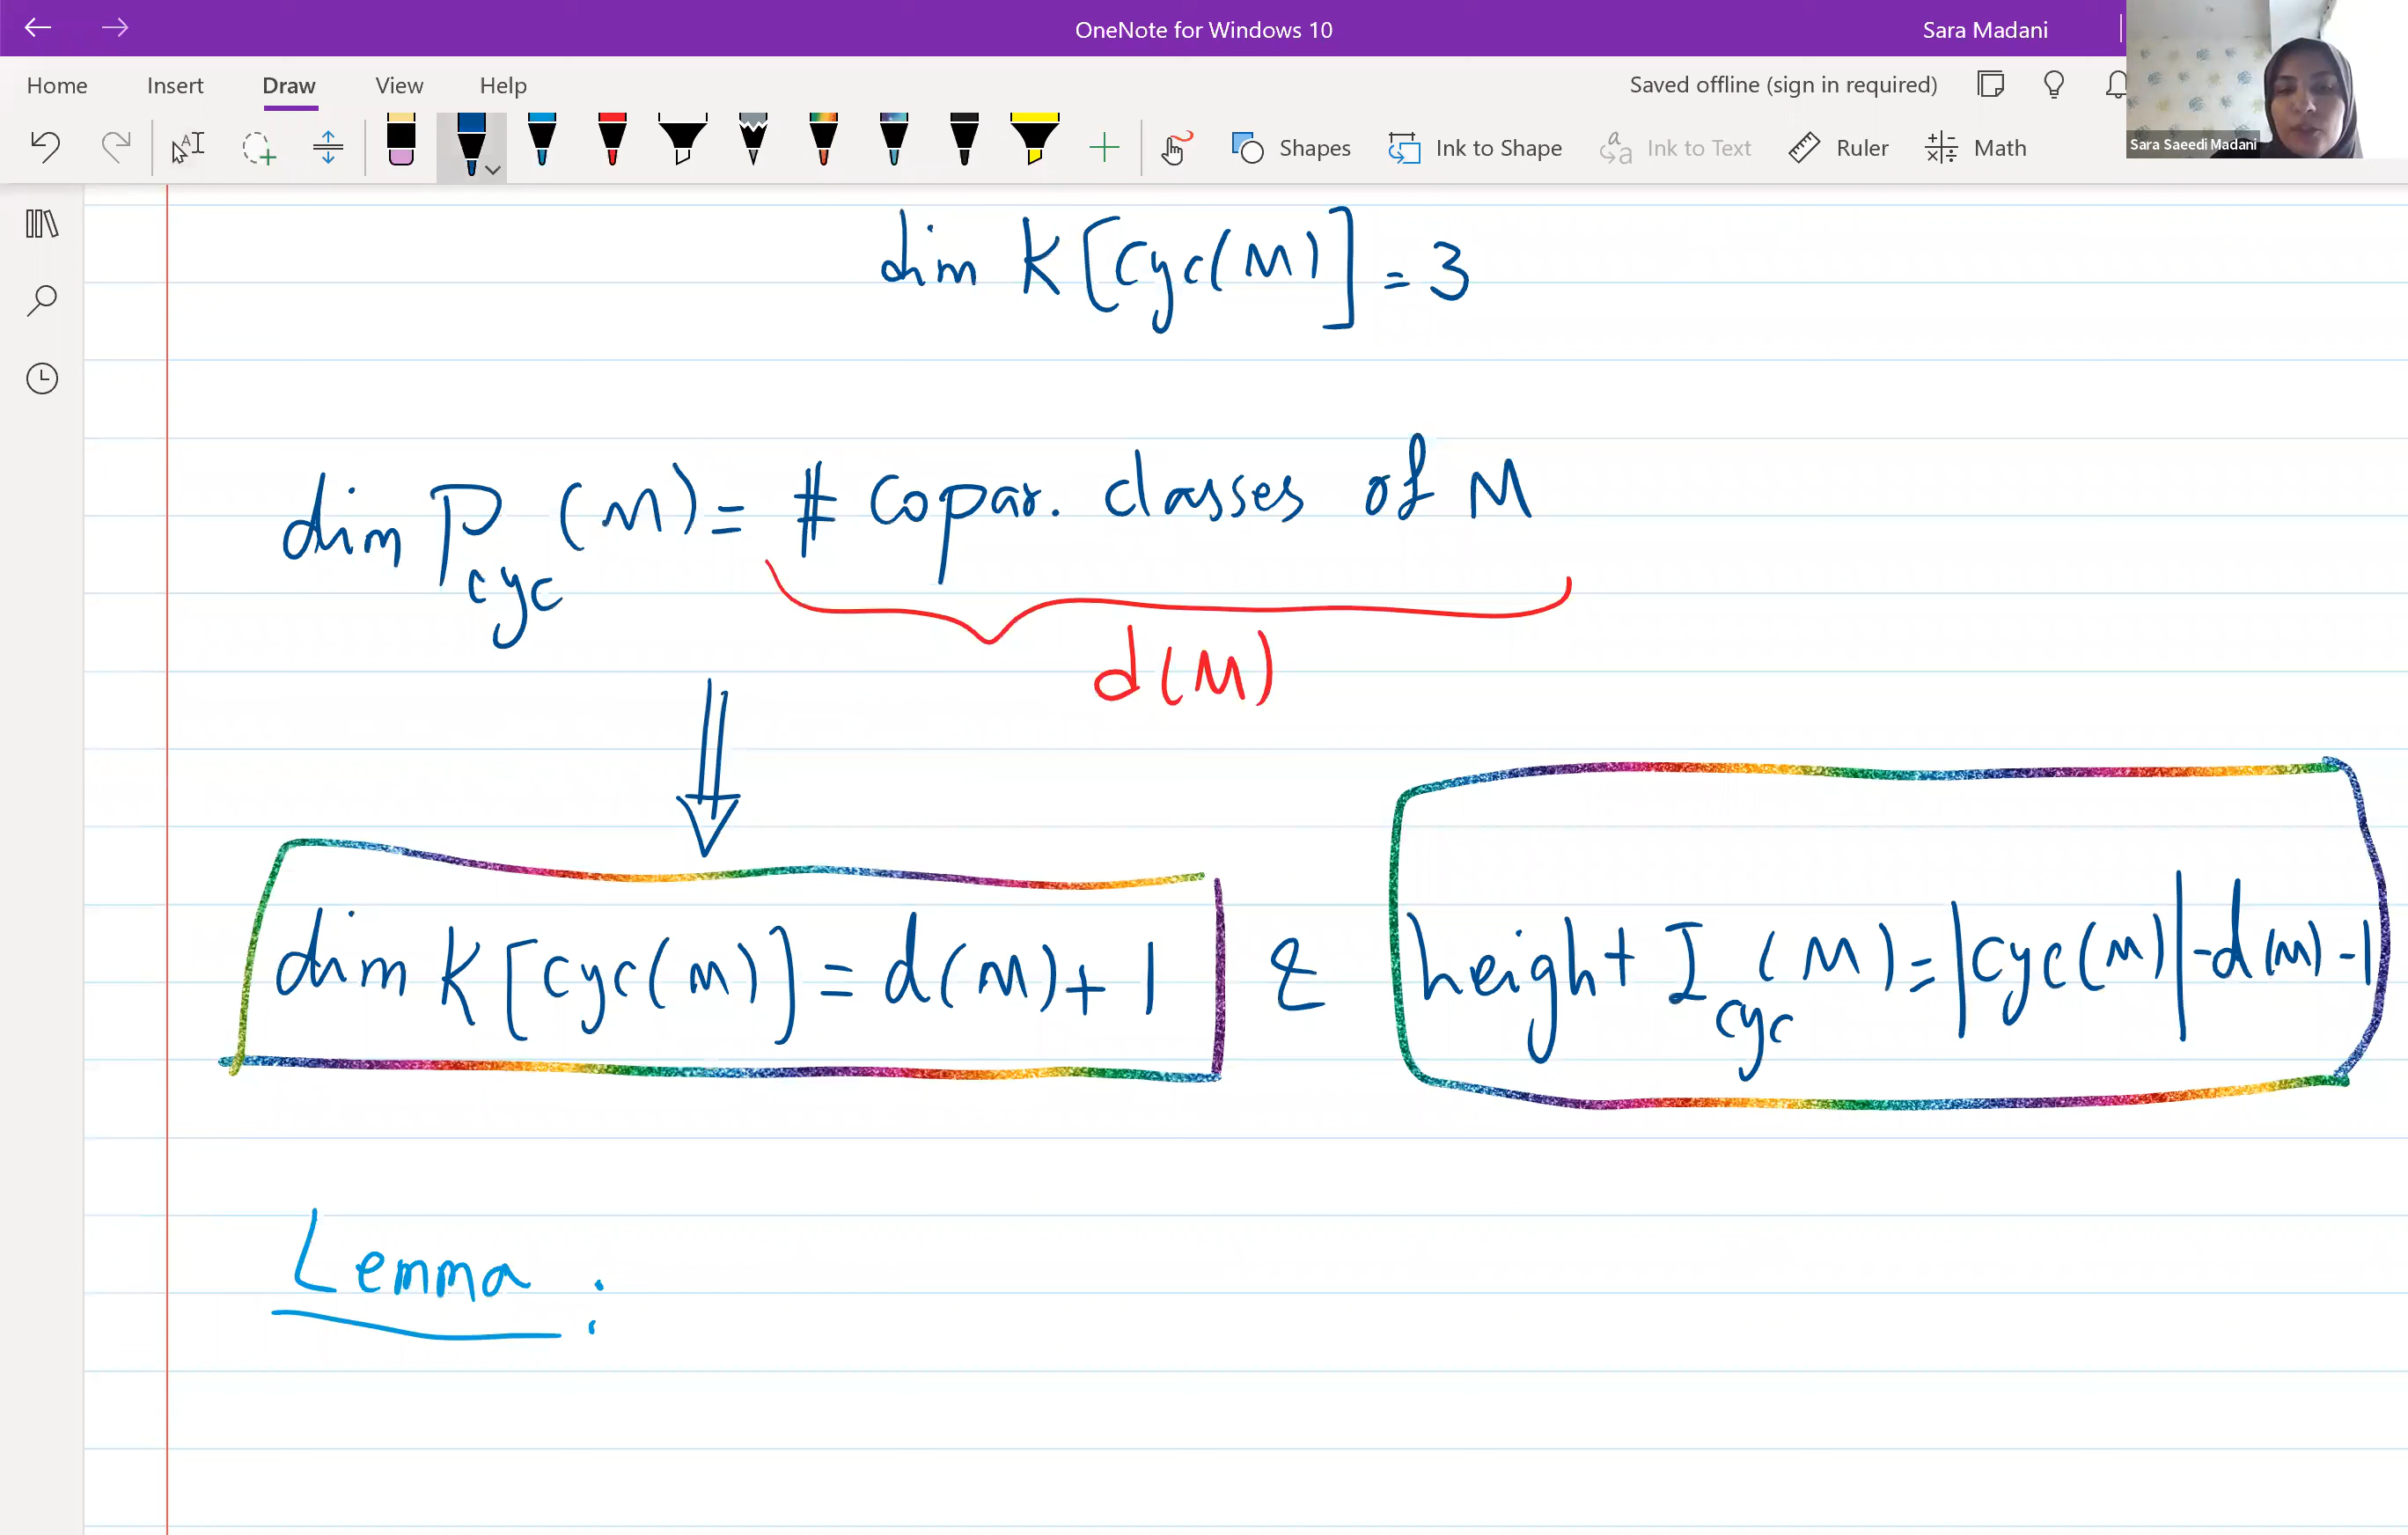 OneNote for Windows 10
Sara Madani
Home Insert Draw View Help
Saved offline (sign in required)
Shapes Ink to Shape Ink to Text Ruler Math
Sara Saeedi Madani
dim K[Cyc(M)] = 3
dim P_cyc (M) = # copar. classes of M
d(M)
⇓
dim K[Cyc(M)] = d(M)+1 & height I_cyc (M) = |Cyc(M)| -d(M) -1
Lemma :